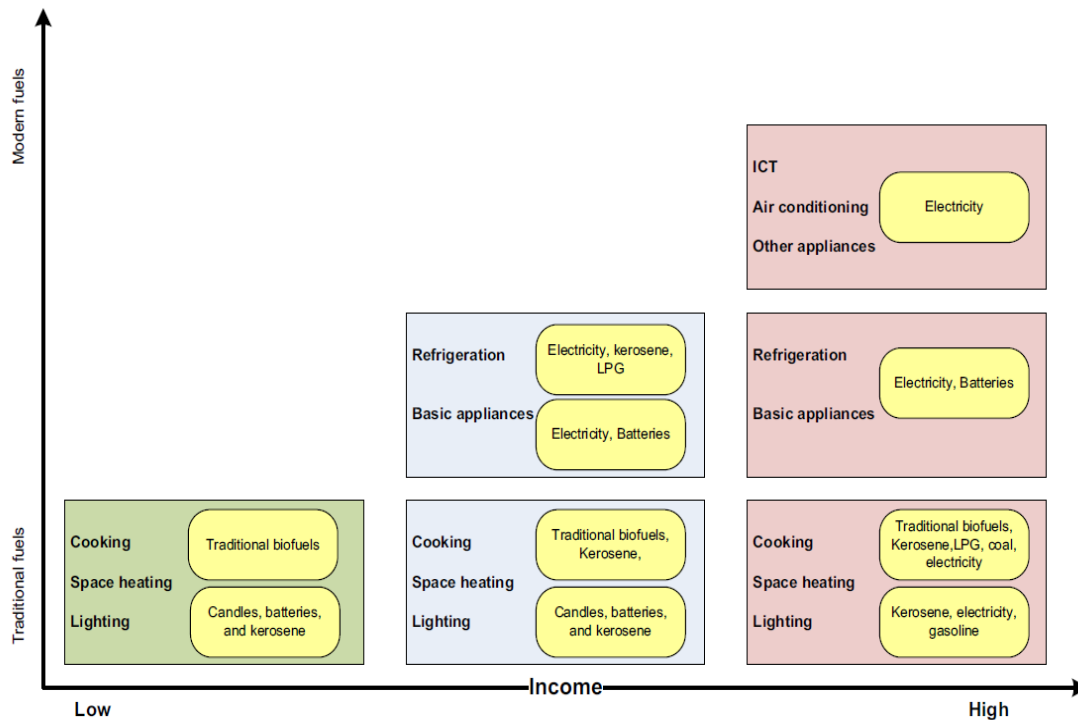 Modern fuels
ICT
Air conditioning
Other appliances
Electricity
Refrigeration
Basic appliances
Electricity, kerosene,
LPG
Electricity, Batteries
Refrigeration
Basic appliances
Electricity, Batteries
Traditional fuels
Cooking
Space heating
Lighting
Traditional biofuels
Candles, batteries,
and kerosene
Cooking
Space heating
Lighting
Traditional biofuels,
Kerosene,
Candles, batteries,
and kerosene
Cooking
Space heating
Lighting
Traditional biofuels,
Kerosene,LPG, coal,
electricity
Kerosene, electricity,
gasoline
Income
Low
High